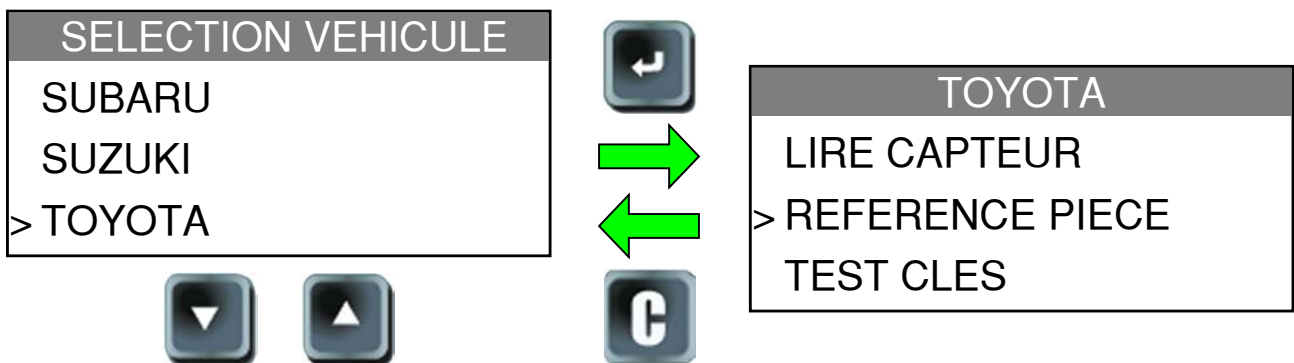 SELECTION VEHICULE
SUBARU
SUZUKI
> TOYOTA
C
TOYOTA
LIRE CAPTEUR
> REFERENCE PIECE
TEST CLES